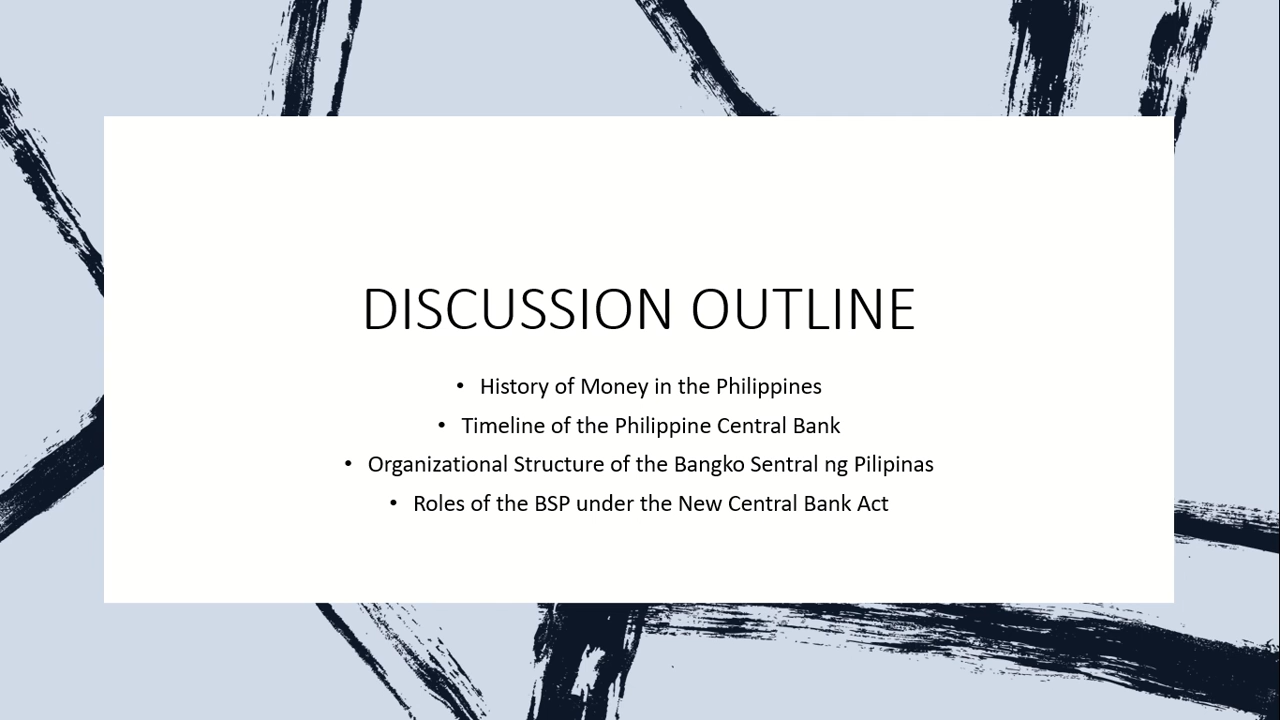 DISCUSSION OUTLINE
• History of Money in the Philippines
• Timeline of the Philippine Central Bank
• Organizational Structure of the Bangko Sentral ng Pilipinas
• Roles of the BSP under the New Central Bank Act